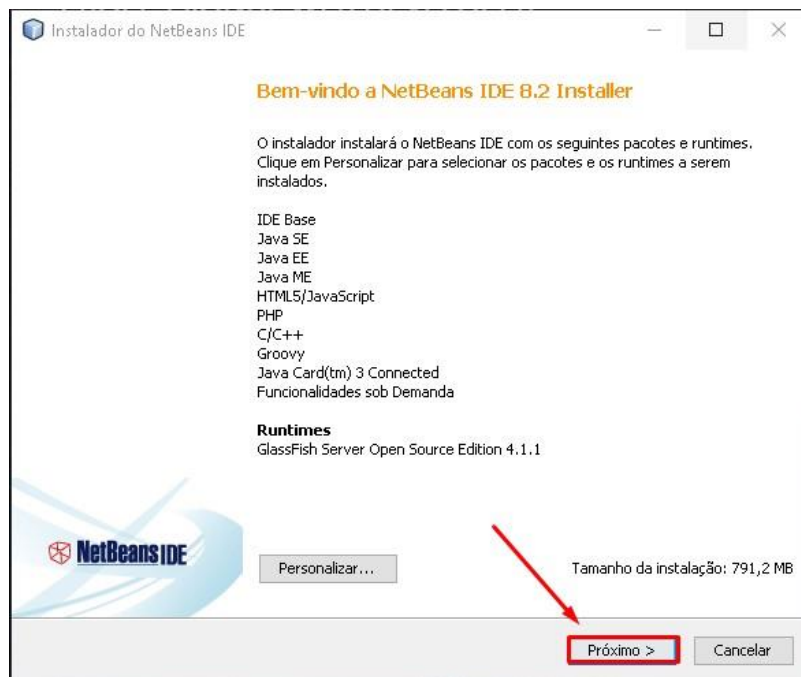 Instalador do NetBeans IDE
Bem-vindo a NetBeans IDE 8.2 Installer
O instalador instalará o NetBeans IDE com os seguintes pacotes e runtimes.
Clique em Personalizar para selecionar os pacotes e os runtimes a serem
instalados.
IDE Base
Java SE
Java EE
Java ME
HTML5/JavaScript
PHP
C/C++
Groovy
Java Card(tm) 3 Connected
Funcionalidades sob Demanda
Runtimes
GlassFish Server Open Source Edition 4.1.1
NetBeans IDE
Personalizar...
Tamanho da instalação: 791,2 MB
Próximo >
Cancelar